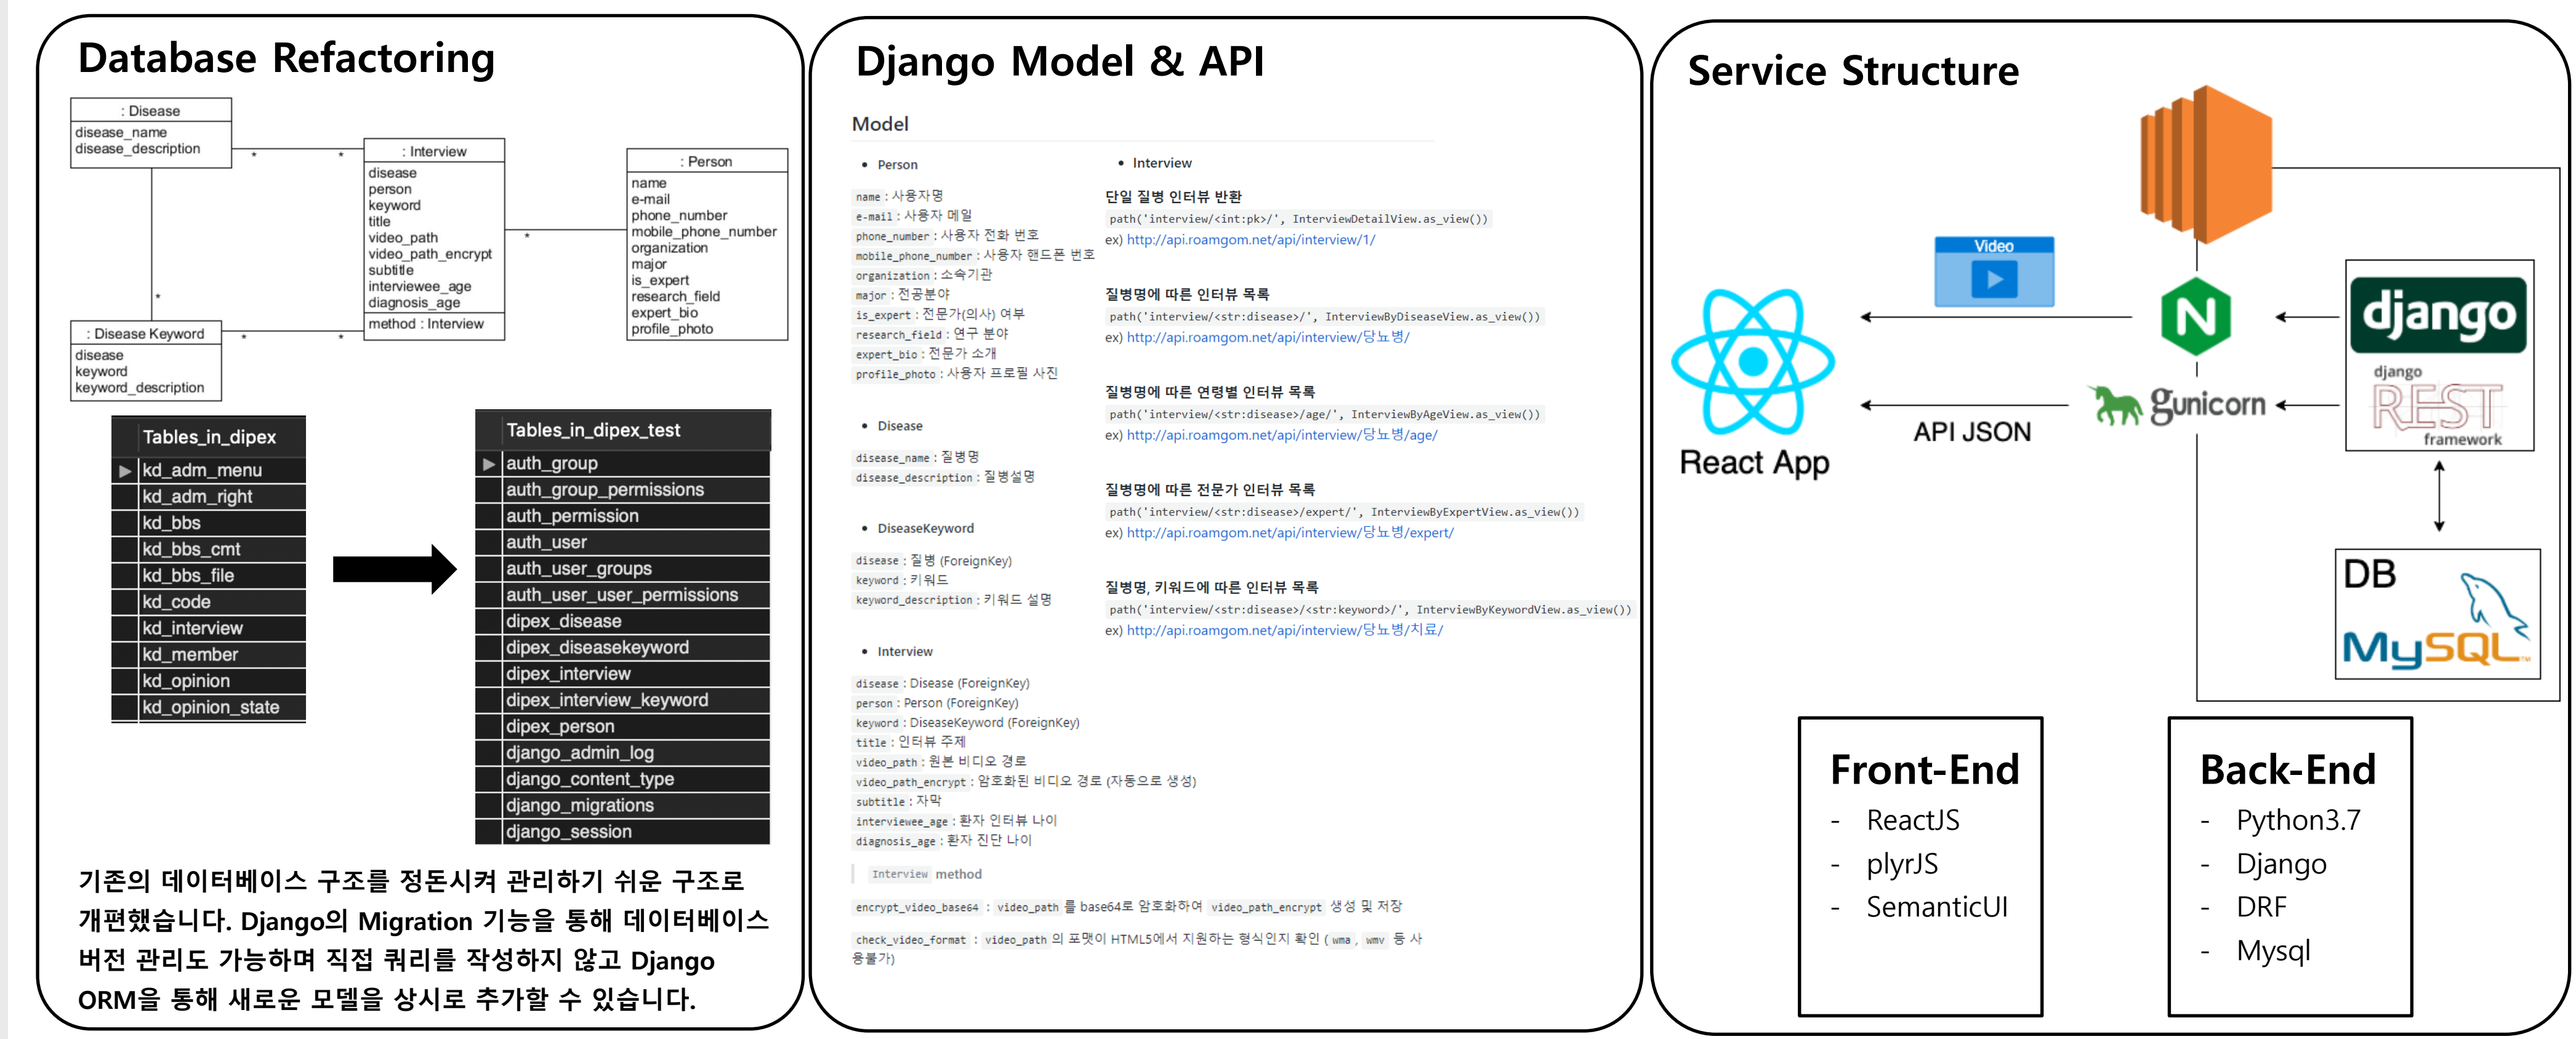 Database Refactoring
: Disease
disease_name
disease_description
*
*
: Interview
disease
person
keyword
title
video_path
video_path_encrypt
subtitle
interviewee_age
diagnosis_age
method : Interview
*
: Person
name
e-mail
phone_number
mobile_phone_number
organization
major
is_expert
research_field
expert_bio
profile_photo
*
: Disease Keyword
disease
keyword
keyword_description
*
*
Tables_in_dipex
kd_adm_menu
kd_adm_right
kd_bbs
kd_bbs_cmt
kd_bbs_file
kd_code
kd_interview
kd_member
kd_opinion
kd_opinion_state
Tables_in_dipex_test
auth_group
auth_group_permissions
auth_permission
auth_user
auth_user_groups
auth_user_user_permissions
dipex_disease
dipex_diseasekeyword
dipex_interview
dipex_interview_keyword
dipex_person
django_admin_log
django_content_type
django_migrations
django_session
기존의 데이터베이스 구조를 정돈시켜 관리하기 쉬운 구조로
개편했습니다. Django의 Migration 기능을 통해 데이터베이스
버전 관리도 가능하며 직접 쿼리를 작성하지 않고 Django
ORM을 통해 새로운 모델을 상시로 추가할 수 있습니다.
Django Model & API
Model
• Person
name : 사용자명
e-mail : 사용자 메일
phone_number : 사용자 전화 번호
mobile_phone_number : 사용자 핸드폰 번호
organization : 소속기관
major : 전공분야
is_expert : 전문가(의사) 여부
research_field : 연구 분야
expert_bio : 전문가 소개
profile_photo : 사용자 프로필 사진
• Disease
disease_name : 질병명
disease_description : 질병설명
• DiseaseKeyword
disease : 질병 (ForeignKey)
keyword : 키워드
keyword_description : 키워드 설명
• Interview
disease : Disease (ForeignKey)
person : Person (ForeignKey)
keyword : DiseaseKeyword (ForeignKey)
title : 인터뷰 주제
video_path : 원본 비디오 경로
video_path_encrypt : 암호화된 비디오 경로 (자동으로 생성)
subtitle : 자막
interviewee_age : 환자 인터뷰 나이
diagnosis_age : 환자 진단 나이
Interview method
encrypt_video_base64 : video_path 를 base64로 암호화하여 video_path_encrypt 생성 및 저장
check_video_format : video_path 의 포맷이 HTML5에서 지원하는 형식인지 확인 ( wma , wmv 등 사
용불가)
• Interview
단일 질병 인터뷰 반환
path('interview/<int:pk>/', InterviewDetailView.as_view())
ex) http://api.roamgom.net/api/interview/1/
질병명에 따른 인터뷰 목록
path('interview/<str:disease>/', InterviewByDiseaseView.as_view())
ex) http://api.roamgom.net/api/interview/당뇨병/
질병명에 따른 연령별 인터뷰 목록
path('interview/<str:disease>/age/', InterviewByAgeView.as_view())
ex) http://api.roamgom.net/api/interview/당뇨병/age/
질병명에 따른 전문가 인터뷰 목록
path('interview/<str:disease>/expert/', InterviewByExpertView.as_view())
ex) http://api.roamgom.net/api/interview/당뇨병/expert/
질병명, 키워드에 따른 인터뷰 목록
path('interview/<str:disease>/<str:keyword>/', InterviewByKeywordView.as_view())
ex) http://api.roamgom.net/api/interview/당뇨병/치료/
Service Structure
Video
React App
API JSON
N
gunicorn
django
django
REST
framework
DB
MySQL™
Front-End
- ReactJS
- plyrJS
- SemanticUI
Back-End
- Python3.7
- Django
- DRF
- Mysql